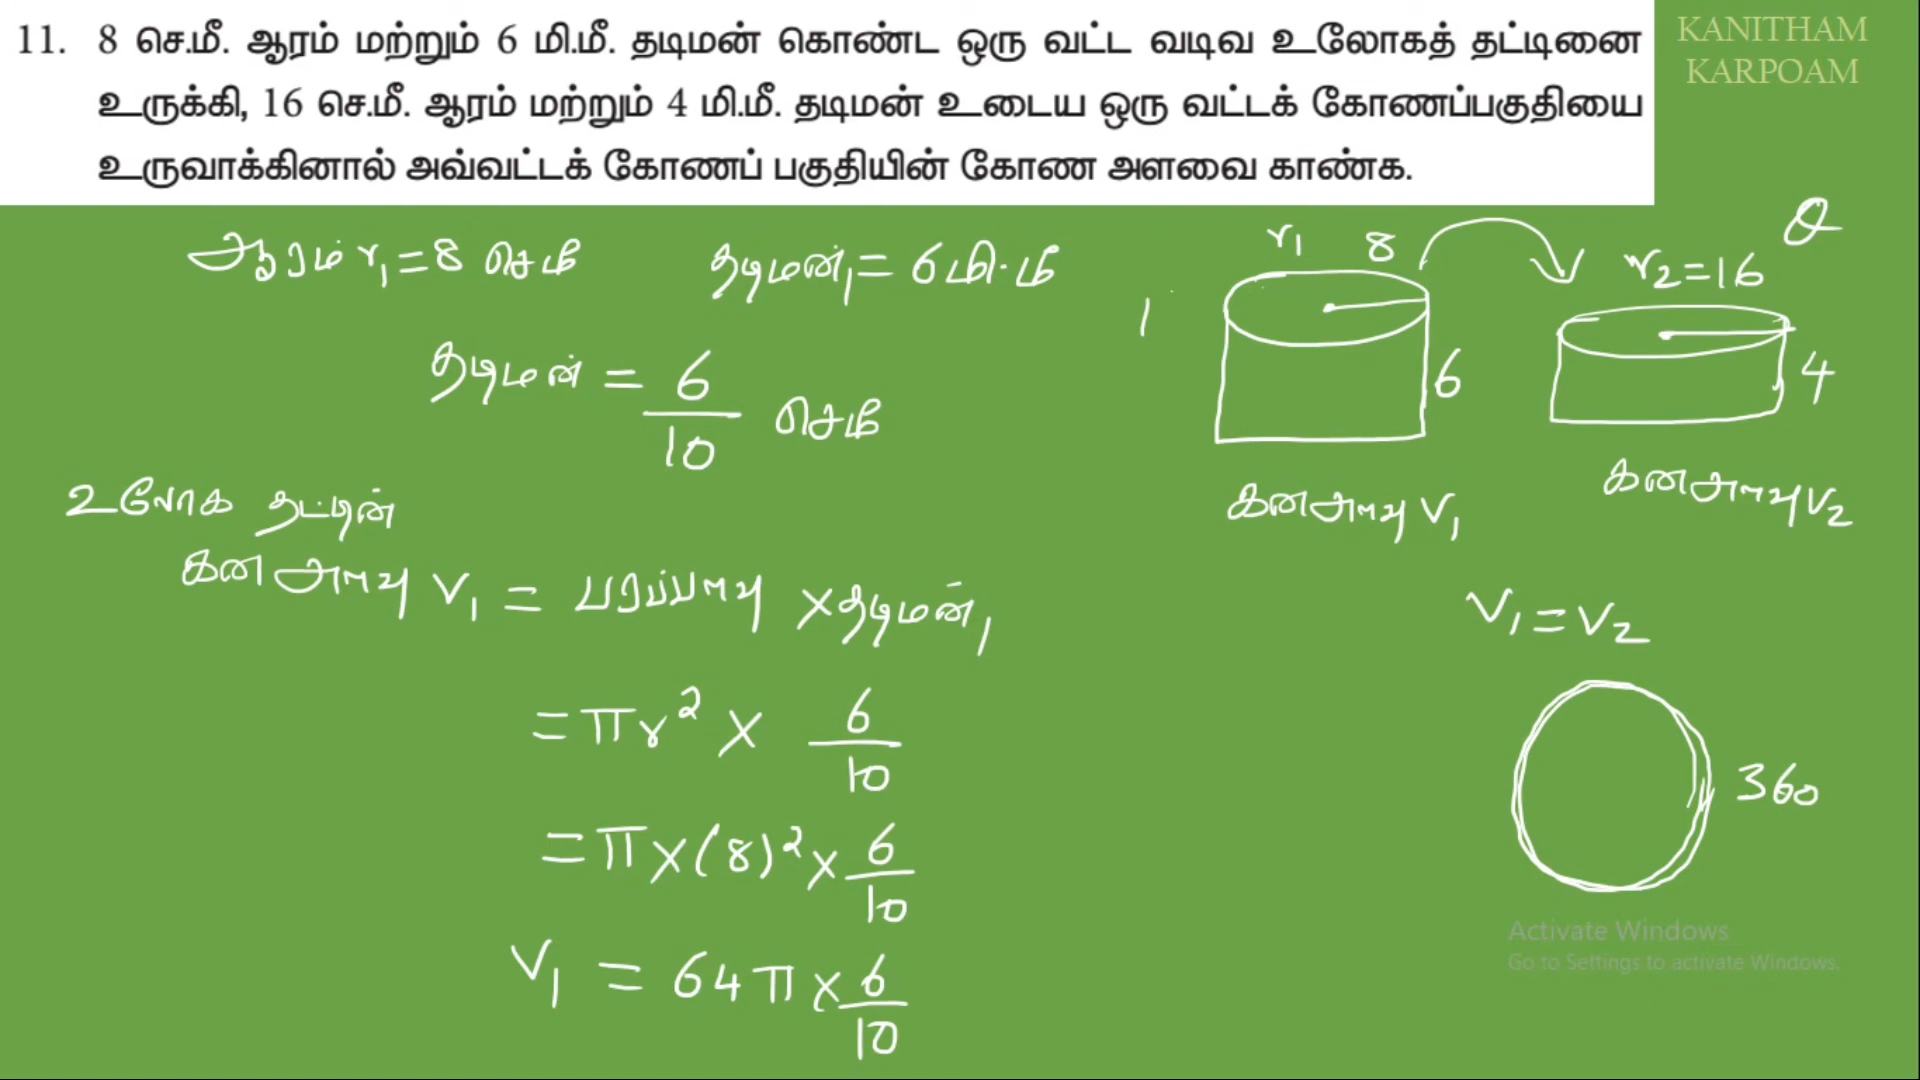 11. 8 செ.மீ. ஆரம் மற்றும் 6 மி.மீ. தடிமன் கொண்ட ஒரு வட்ட வடிவ உலோகத் தட்டினை
உருக்கி, 16 செ.மீ. ஆரம் மற்றும் 4 மி.மீ. தடிமன் உடைய ஒரு வட்டக் கோணப்பகுதியை
உருவாக்கினால் அவ்வட்டக் கோணப் பகுதியின் கோண அளவை காண்க.
KANITHAM
KARPOAM
ஆரம் r₁ = 8 செமீ தடிமன்₁ = 6 மி.மீ
தடிமன் = 6/10 செமீ
உலோக தட்டின்
கன அளவு V₁ = பரப்பளவு × தடிமன்₁
= πr² × 6/10
= π × (8)² × 6/10
V₁ = 64π × 6/10
r₁ 8
6
கனஅளவு V₁
r₂ = 16
4
கனஅளவு V₂
V₁ = V₂
360
Activate Windows
Go to Settings to activate Windows.